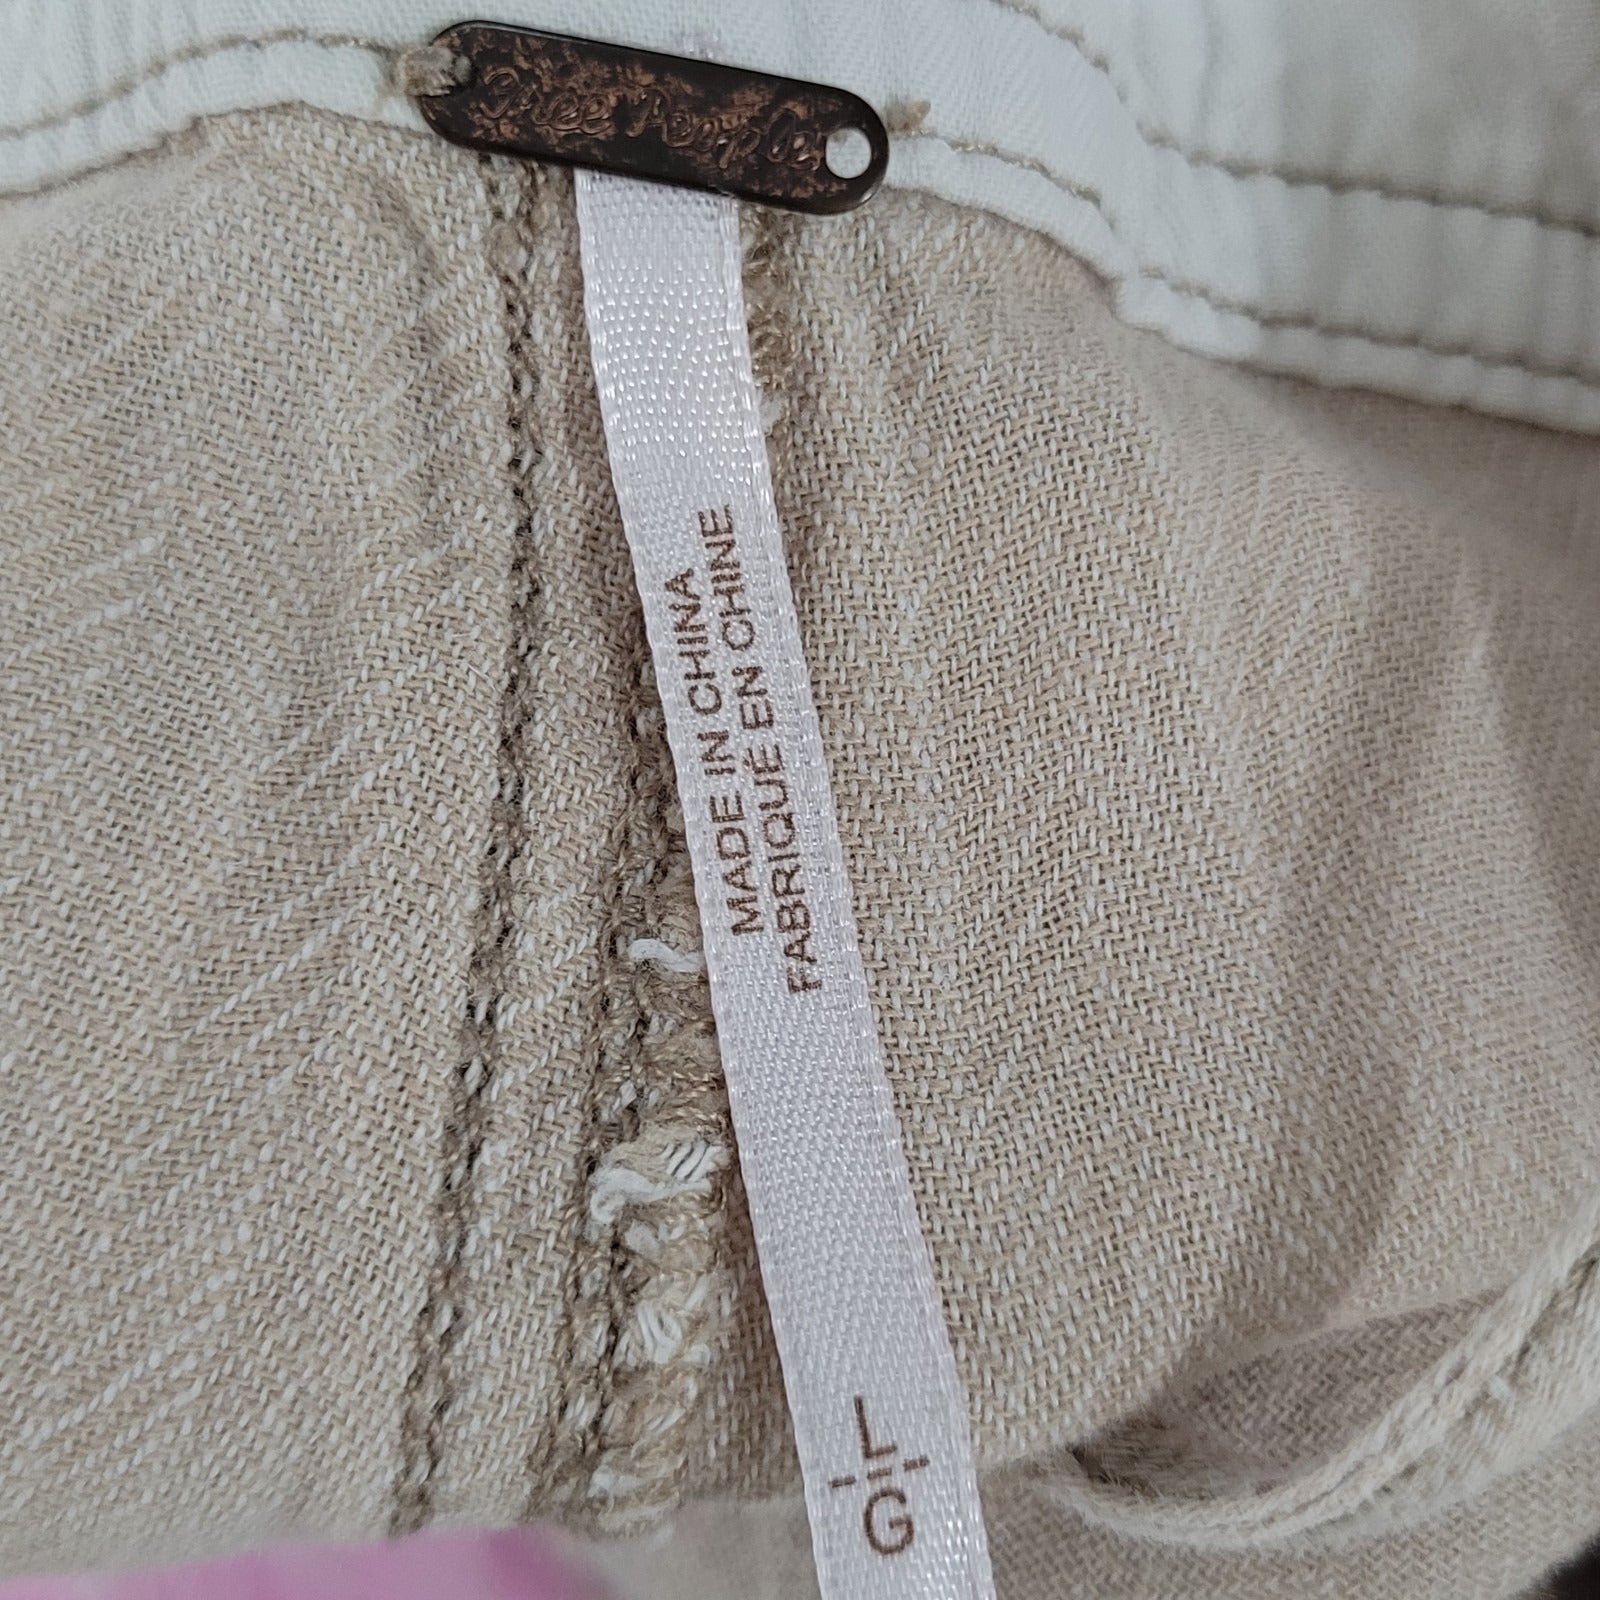 Free People
MADE IN CHINA
FABRIQUÉ EN CHINE
L
G